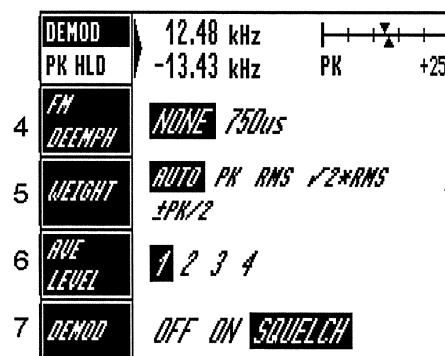 DEMOD 12.48 kHz
PK HLD -13.43 kHz PK +25
4 FM DEEMPH NONE 750us
5 WEIGHT AUTO PK RMS √2*RMS
±PK/2
6 AVE LEVEL 1 2 3 4
7 DEMOD OFF ON SQUELCH